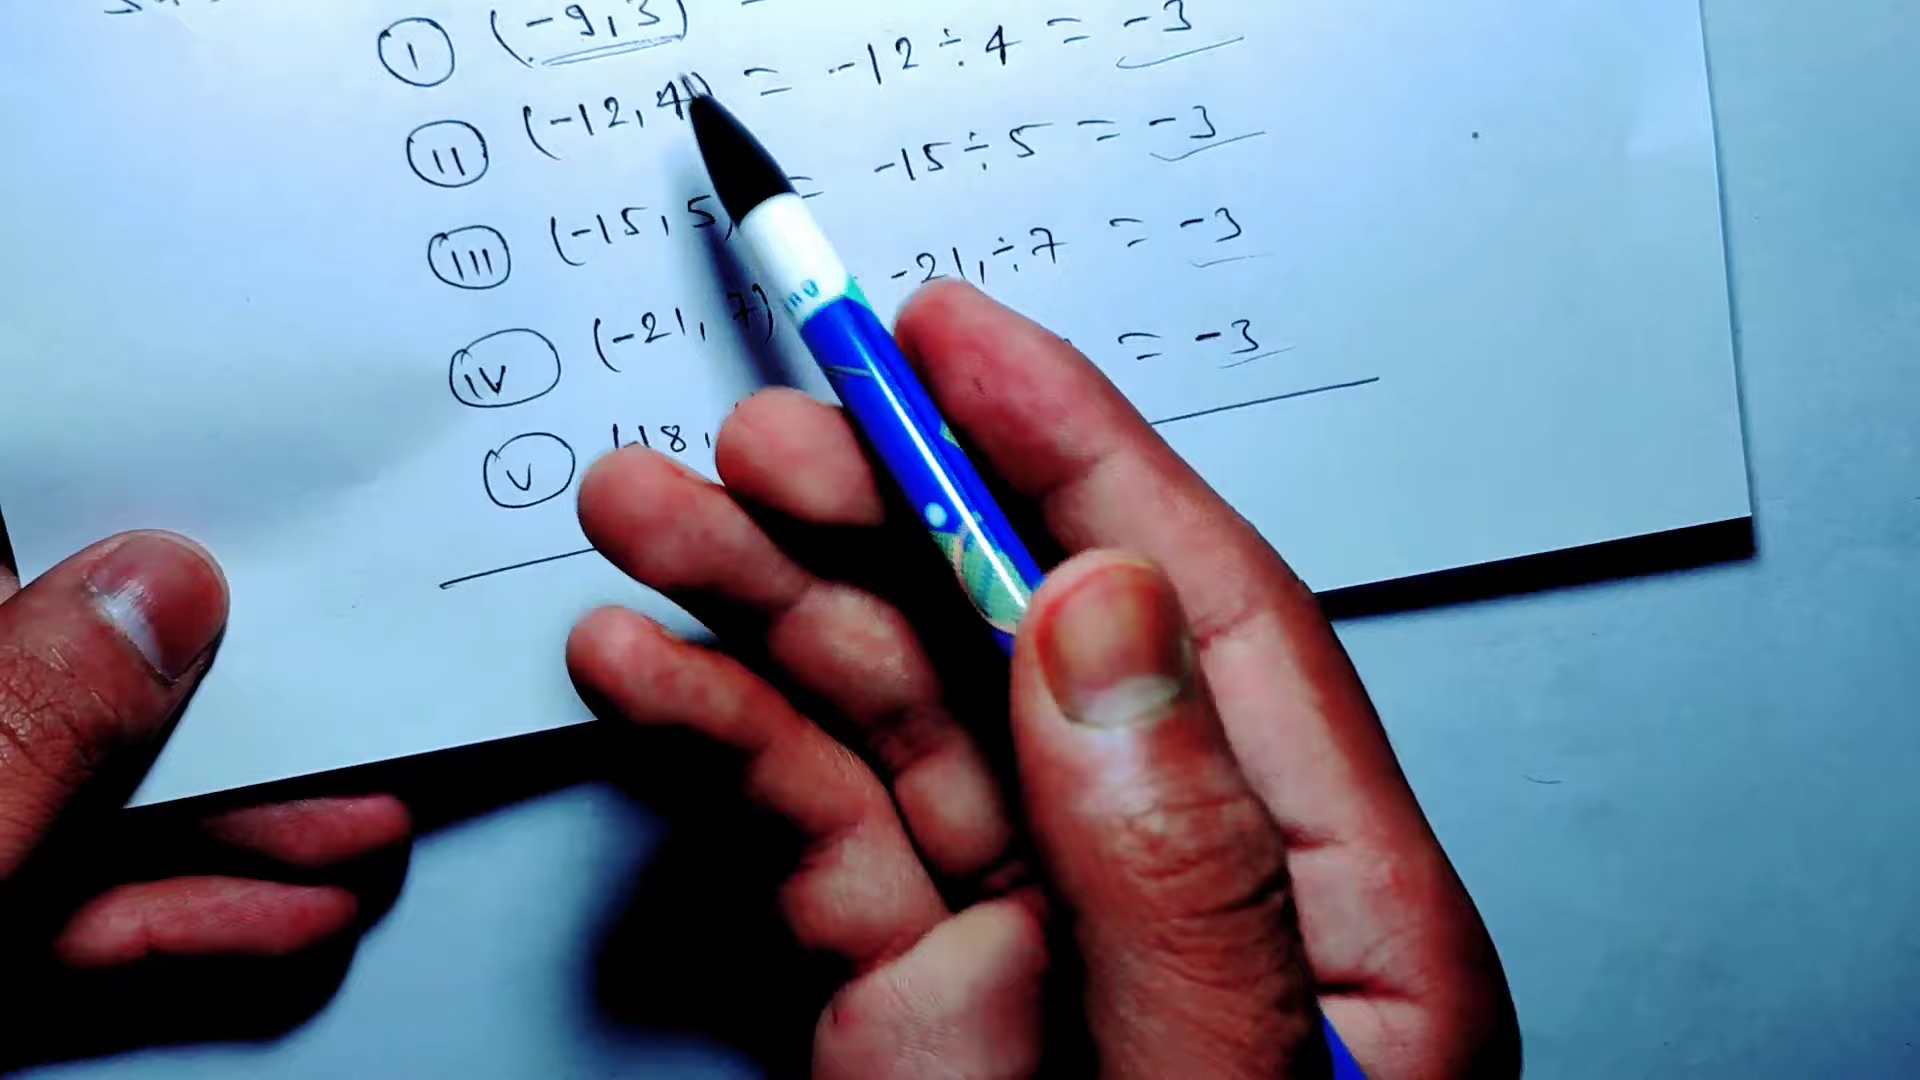 (i) (-9,3)
(ii) (-12,4) = -12÷4 = -3
(iii) (-15,5) = -15÷5 = -3
(iv) (-21,7) -21÷7 = -3
(v) (18, = -3